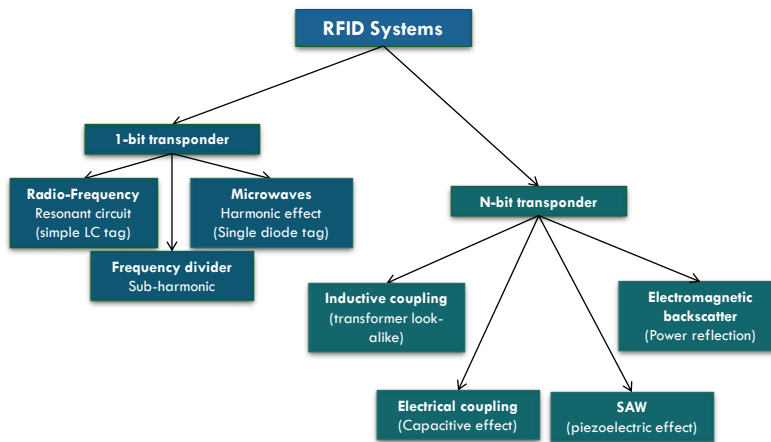 RFID Systems
1-bit transponder
Radio-Frequency
Resonant circuit
(simple LC tag)
Microwaves
Harmonic effect
(Single diode tag)
Frequency divider
Sub-harmonic
N-bit transponder
Inductive coupling
(transformer look-
alike)
Electromagnetic
backscatter
(Power reflection)
Electrical coupling
(Capacitive effect)
SAW
(piezoelectric effect)